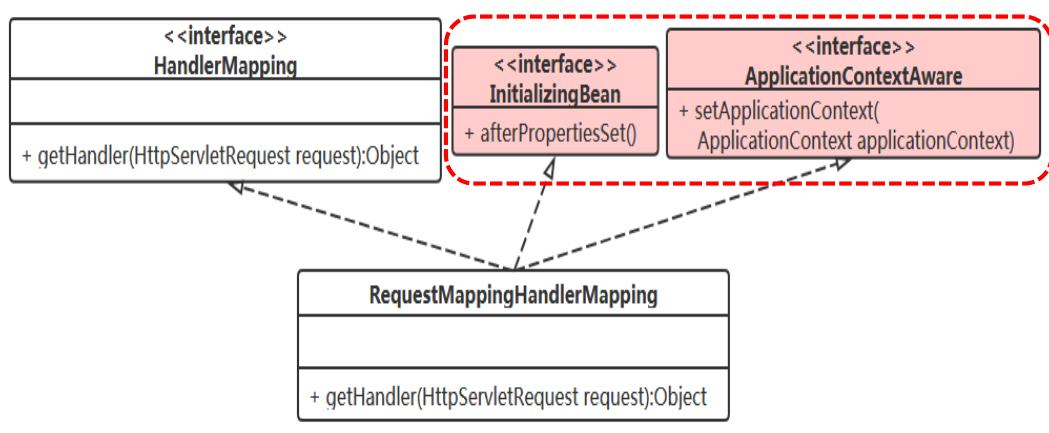 <<interface>>
HandlerMapping
+ getHandler(HttpServletRequest request):Object
<<interface>>
InitializingBean
+ afterPropertiesSet()
<<interface>>
ApplicationContextAware
+ setApplicationContext(
ApplicationContext applicationContext)
RequestMappingHandlerMapping
+ getHandler(HttpServletRequest request):Object